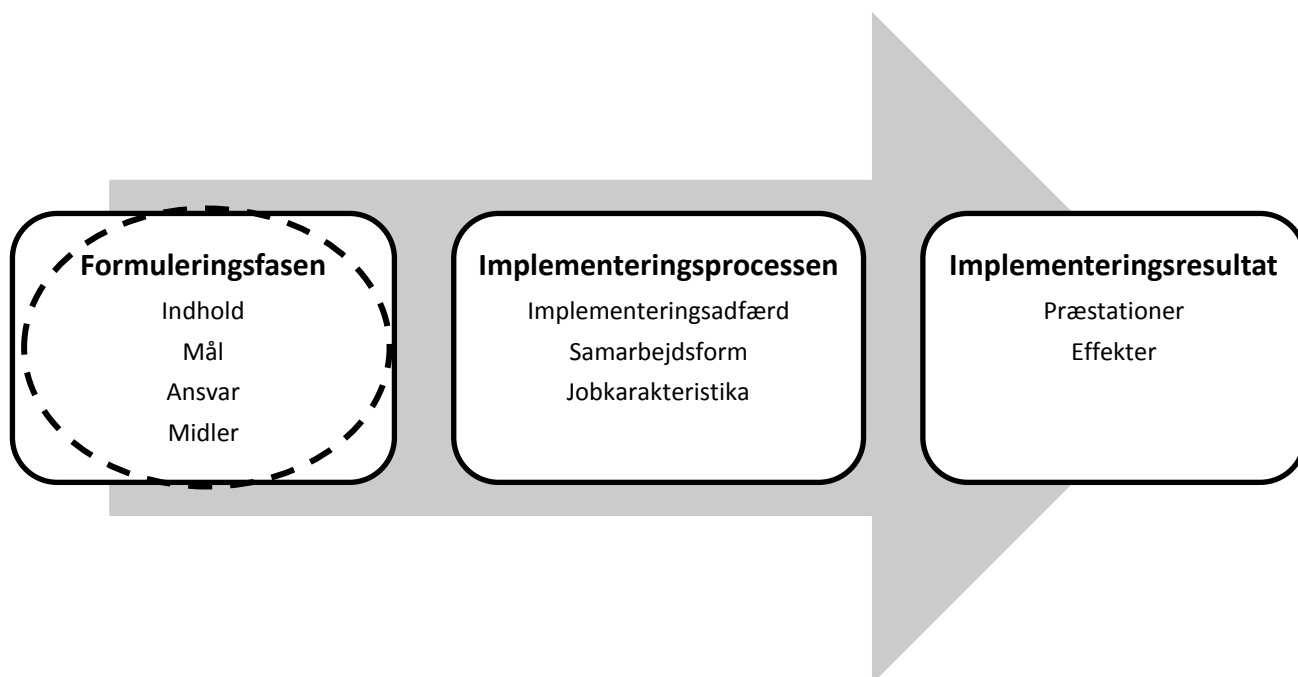 Formuleringsfasen
Indhold
Mål
Ansvar
Midler
Implementeringsprocessen
Implementeringsadfærd
Samarbejdsform
Jobkarakteristika
Implementeringsresultat
Præstationer
Effekter